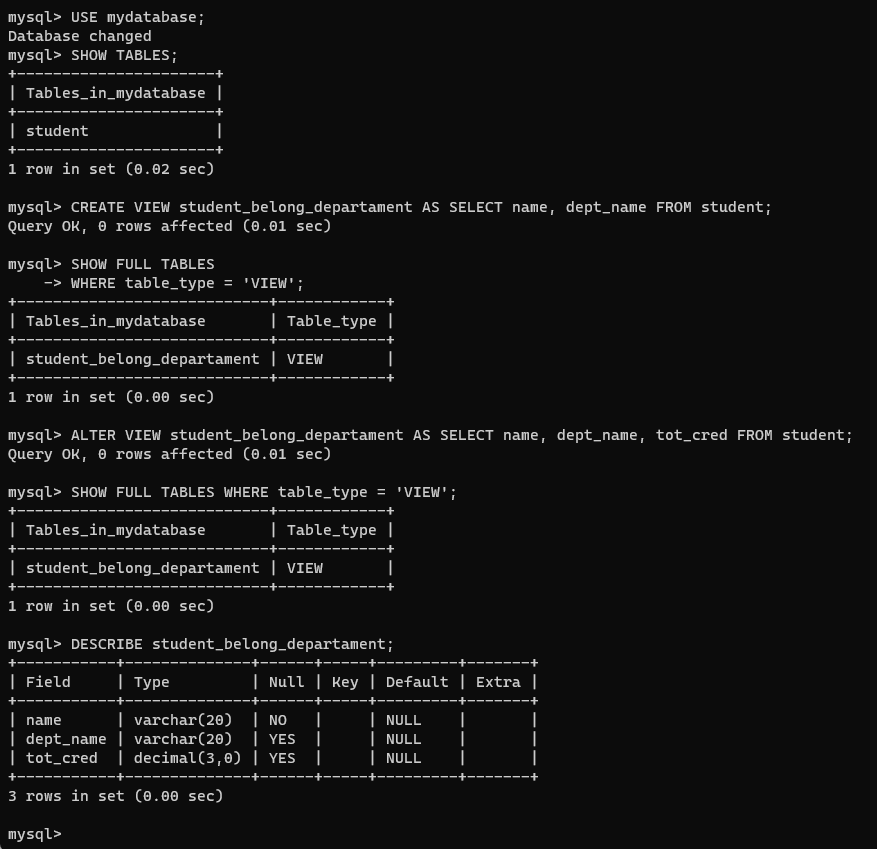 mysql> USE mydatabase;
Database changed
mysql> SHOW TABLES;
+----------------------+
| Tables_in_mydatabase |
+----------------------+
| student              |
+----------------------+
1 row in set (0.02 sec)

mysql> CREATE VIEW student_belong_departament AS SELECT name, dept_name FROM student;
Query OK, 0 rows affected (0.01 sec)

mysql> SHOW FULL TABLES
    -> WHERE table_type = 'VIEW';
+----------------------------+------------+
| Tables_in_mydatabase       | Table_type |
+----------------------------+------------+
| student_belong_departament | VIEW       |
+----------------------------+------------+
1 row in set (0.00 sec)

mysql> ALTER VIEW student_belong_departament AS SELECT name, dept_name, tot_cred FROM student;
Query OK, 0 rows affected (0.01 sec)

mysql> SHOW FULL TABLES WHERE table_type = 'VIEW';
+----------------------------+------------+
| Tables_in_mydatabase       | Table_type |
+----------------------------+------------+
| student_belong_departament | VIEW       |
+----------------------------+------------+
1 row in set (0.00 sec)

mysql> DESCRIBE student_belong_departament;
+-----------+--------------+------+-----+---------+-------+
| Field     | Type         | Null | Key | Default | Extra |
+-----------+--------------+------+-----+---------+-------+
| name      | varchar(20)  | NO   |     | NULL    |       |
| dept_name | varchar(20)  | YES  |     | NULL    |       |
| tot_cred  | decimal(3,0) | YES  |     | NULL    |       |
+-----------+--------------+------+-----+---------+-------+
3 rows in set (0.00 sec)

mysql>